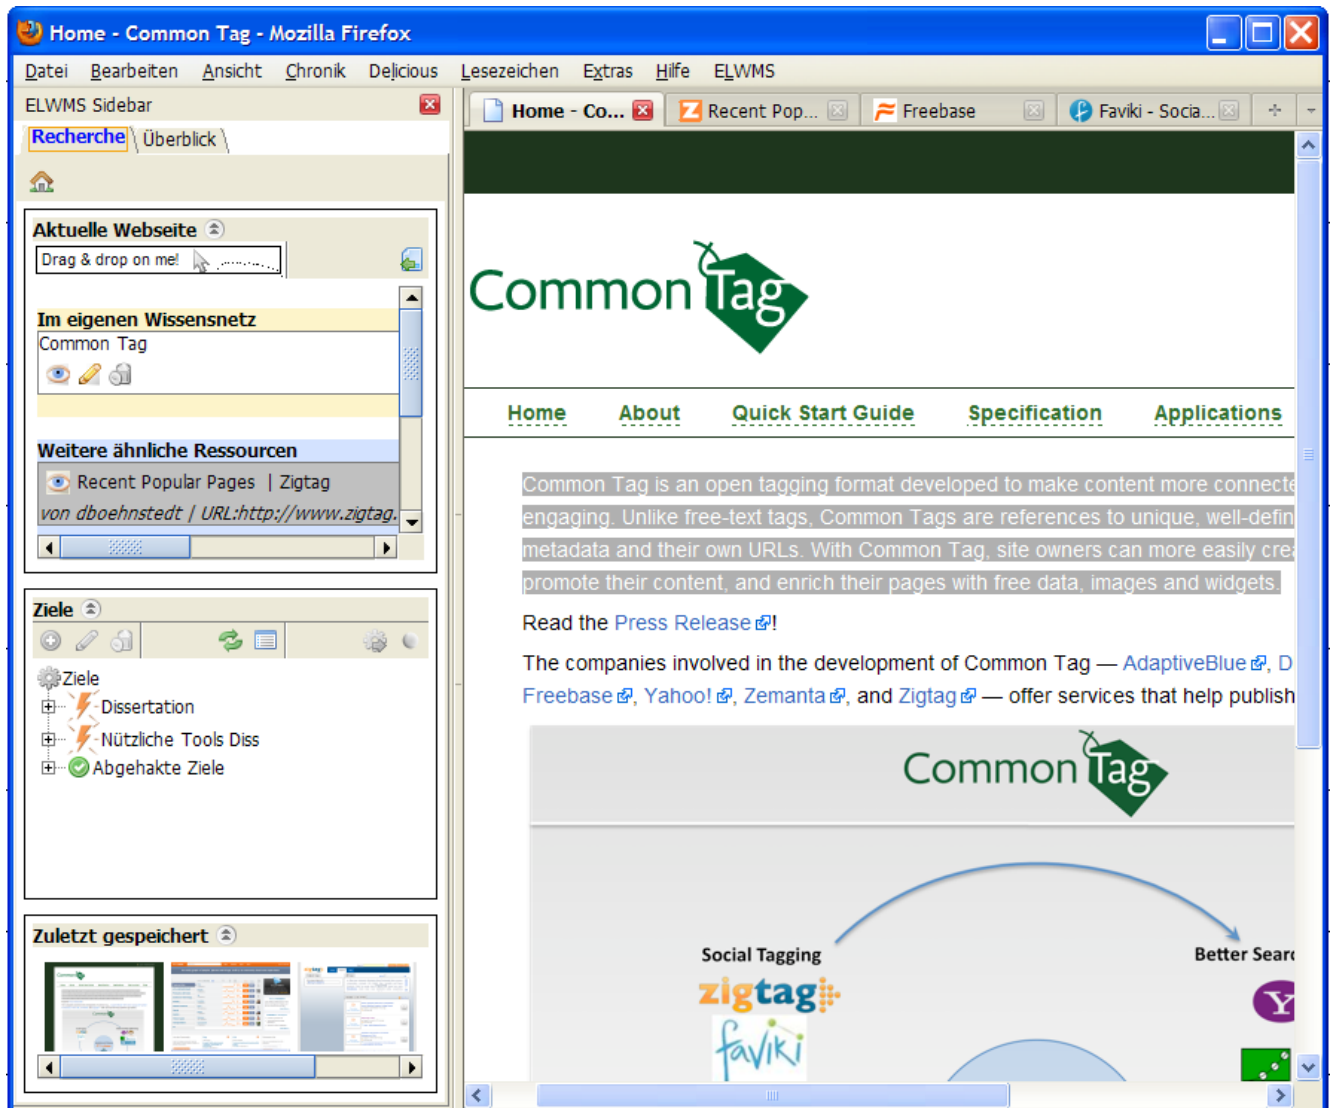 Home - Common Tag - Mozilla Firefox
Datei Bearbeiten Ansicht Chronik Delicious Lesezeichen Extras Hilfe ELWMS
ELWMS Sidebar
Recherche Überblick
Aktuelle Webseite
Drag & drop on me!
Im eigenen Wissensnetz
Common Tag
Weitere ähnliche Ressourcen
Recent Popular Pages | Zigtag
von dboehnstedt | URL:http://www.zigtag.
Ziele
Ziele
Dissertation
Nützliche Tools Diss
Abgehakte Ziele
Zuletzt gespeichert
Home - Co... Recent Pop... Freebase Faviki - Socia...
Common Tag
Home About Quick Start Guide Specification Applications
Common Tag is an open tagging format developed to make content more connecte
engaging. Unlike free-text tags, Common Tags are references to unique, well-defin
metadata and their own URLs. With Common Tag, site owners can more easily crea
promote their content, and enrich their pages with free data, images and widgets.
Read the Press Release!
The companies involved in the development of Common Tag — AdaptiveBlue, D
Freebase, Yahoo!, Zemanta, and Zigtag — offer services that help publish
Common Tag
Social Tagging
Better Sear
zigtag
faviki
Y